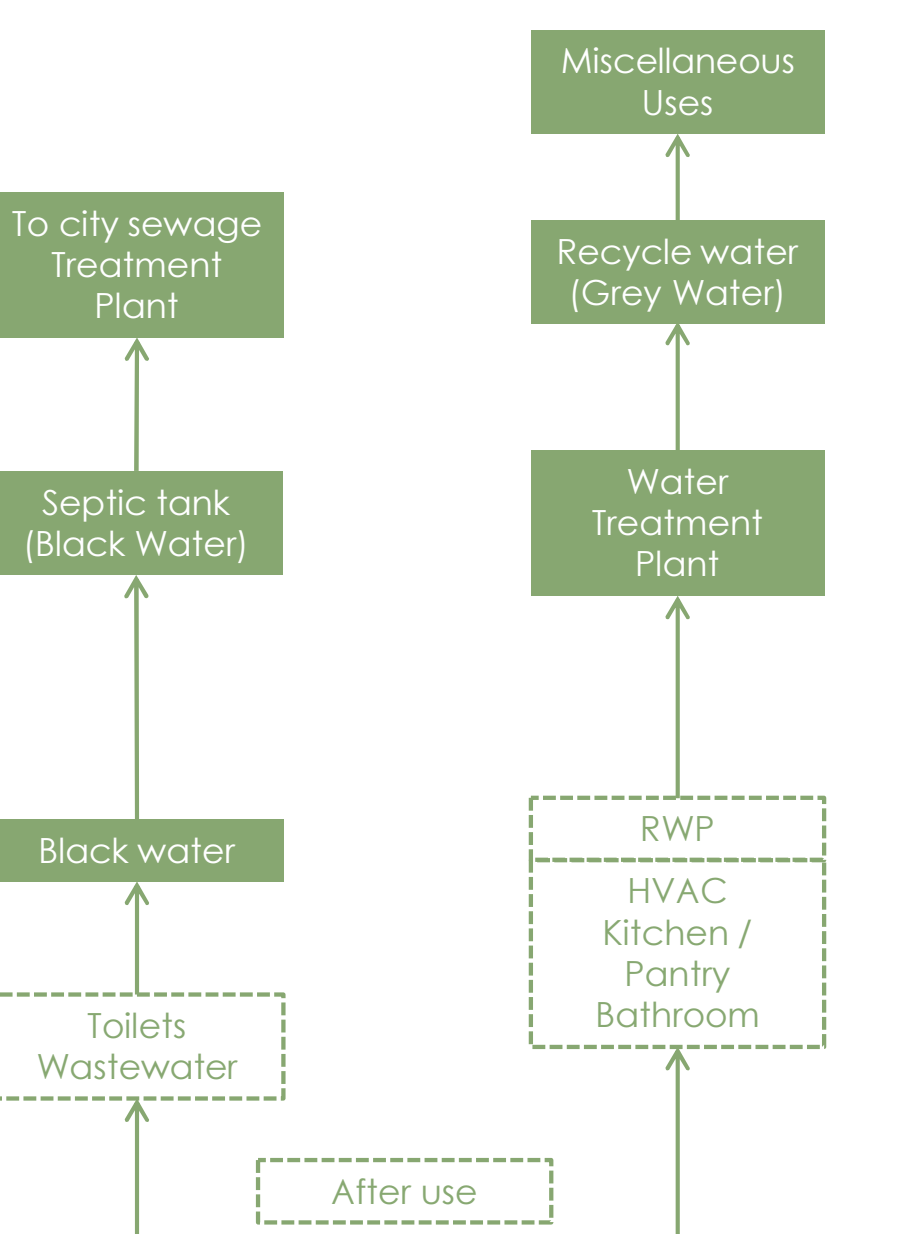 Miscellaneous
Uses
To city sewage
Treatment
Plant
Recycle water
(Grey Water)
Septic tank
(Black Water)
Water
Treatment
Plant
Black water
RWP
HVAC
Kitchen /
Pantry
Bathroom
Toilets
Wastewater
After use